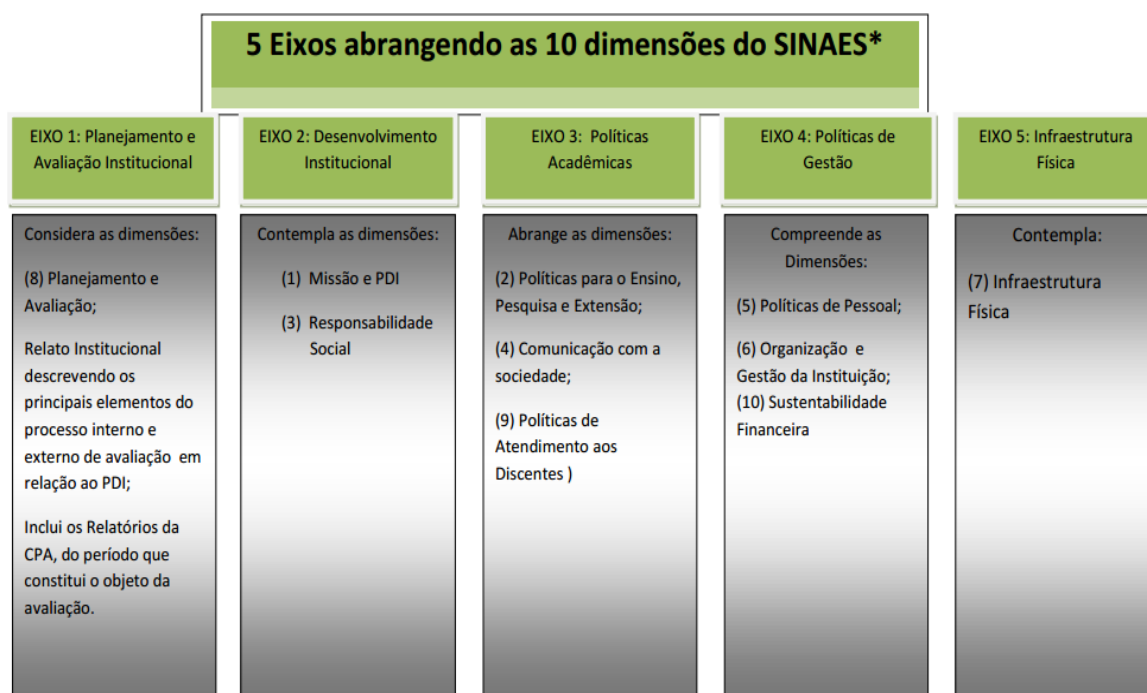 5 Eixos abrangendo as 10 dimensões do SINAES*
EIXO 1: Planejamento e
Avaliação Institucional
EIXO 2: Desenvolvimento
Institucional
EIXO 3:  Políticas
Acadêmicas
EIXO 4: Políticas de
Gestão
EIXO 5: Infraestrutura
Física
Considera as dimensões:
(8) Planejamento e
Avaliação;
Relato Institucional
descrevendo os
principais elementos do
processo interno e
externo de avaliação em
relação ao PDI;
Inclui os Relatórios da
CPA, do período que
constitui o objeto da
avaliação.
Contempla as dimensões:
(1) Missão e PDI
(3) Responsabilidade
Social
Abrange as dimensões:
(2) Políticas para o Ensino,
Pesquisa e Extensão;
(4) Comunicação com a
sociedade;
(9) Políticas de
Atendimento aos
Discentes )
Compreende as
Dimensões:
(5) Políticas de Pessoal;
(6) Organização e
Gestão da Instituição;
(10) Sustentabilidade
Financeira
Contempla:
(7) Infraestrutura
Física